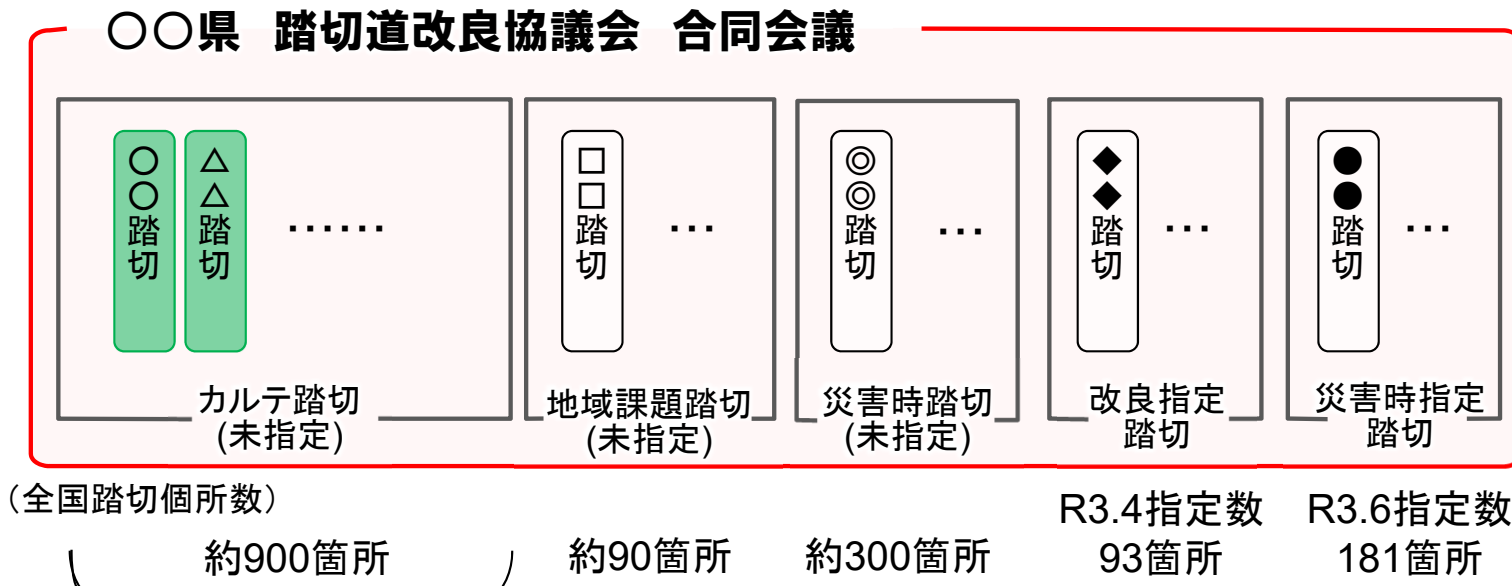 〇〇県 踏切道改良協議会 合同会議
〇〇踏切
△△踏切
……
□□踏切
…
◎◎踏切
…
◆◆踏切
…
●●踏切
…
カルテ踏切
(未指定)
地域課題踏切
(未指定)
災害時踏切
(未指定)
改良指定
踏切
災害時指定
踏切
（全国踏切個所数）
約900箇所
約90箇所
約300箇所
R3.4指定数
93箇所
R3.6指定数
181箇所